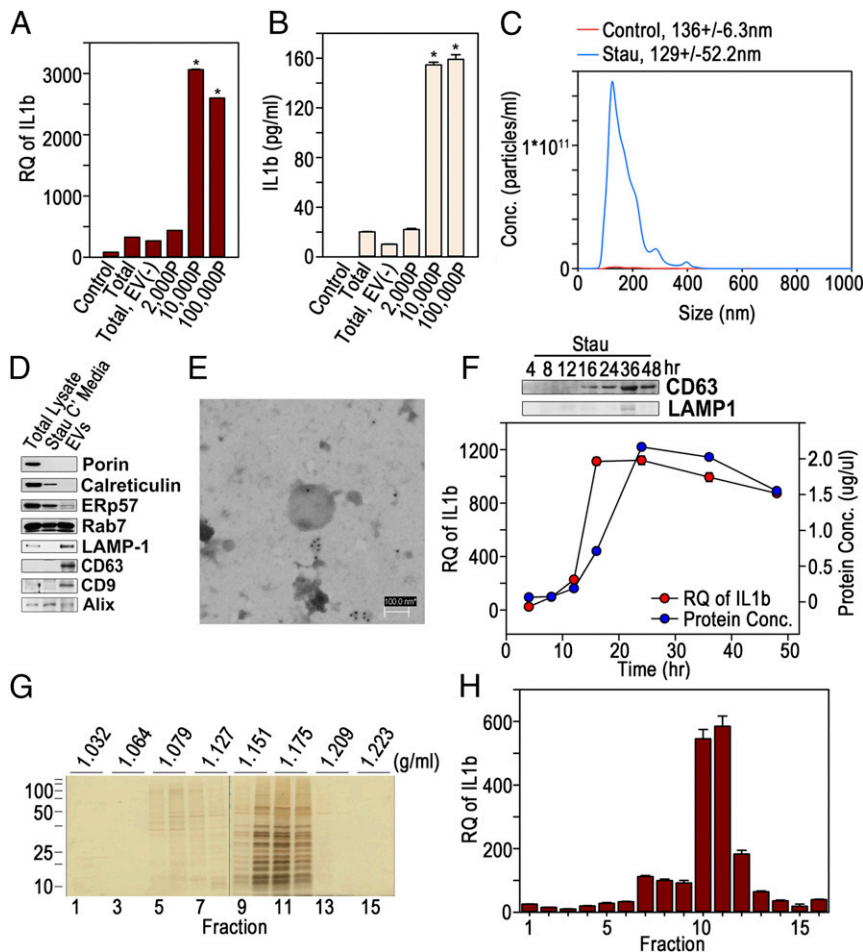 A
RQ of IL1b
3000
2000
1000
0
Control
Total
Total, EV(-)
2,000P
10,000P
100,000P
*
*
B
IL1b (pg/ml)
160
120
80
40
0
Control
Total
Total, EV(-)
2,000P
10,000P
100,000P
*
*
C
Control, 136+/-6.3nm
Stau, 129+/-52.2nm
Conc. (particles/ml)
1*10¹¹
0
0 200 400 600 800 1000
Size (nm)
D
Total Lysate
Stau C' Media
EVs
Porin
Calreticulin
ERp57
Rab7
LAMP-1
CD63
CD9
Alix
E
100.0 nm
F
Stau
4 8 12 16 24 36 48 hr
CD63
LAMP1
RQ of IL1b
1200
900
600
300
0
Protein Conc. (ug/ul)
2.0
1.5
1.0
0.5
0
RQ of IL1b
Protein Conc.
0 10 20 30 40 50
Time (hr)
G
1.032 1.064 1.079 1.127 1.151 1.175 1.209 1.223 (g/ml)
100
50
25
10
1 3 5 7 9 11 13 15
Fraction
H
RQ of IL1b
600
400
200
0
1 5 10 15
Fraction